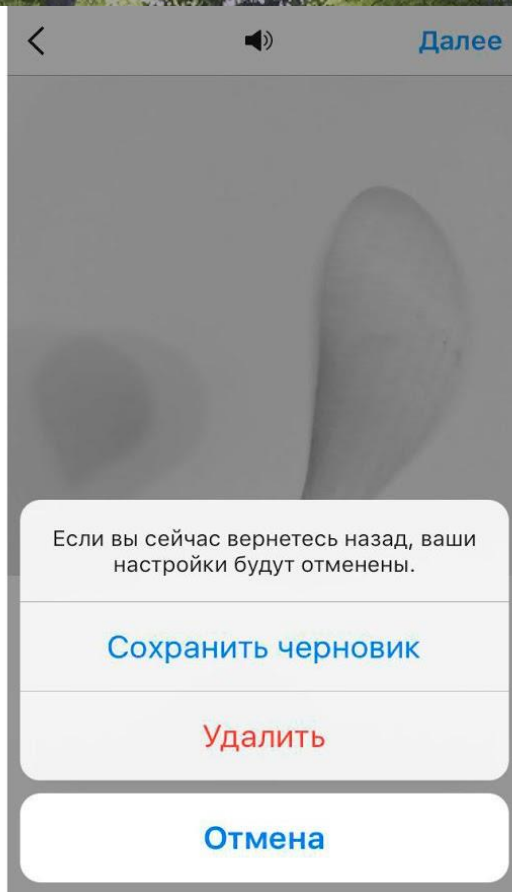 Далее
Если вы сейчас вернетесь назад, ваши
настройки будут отменены.
Сохранить черновик
Удалить
Отмена